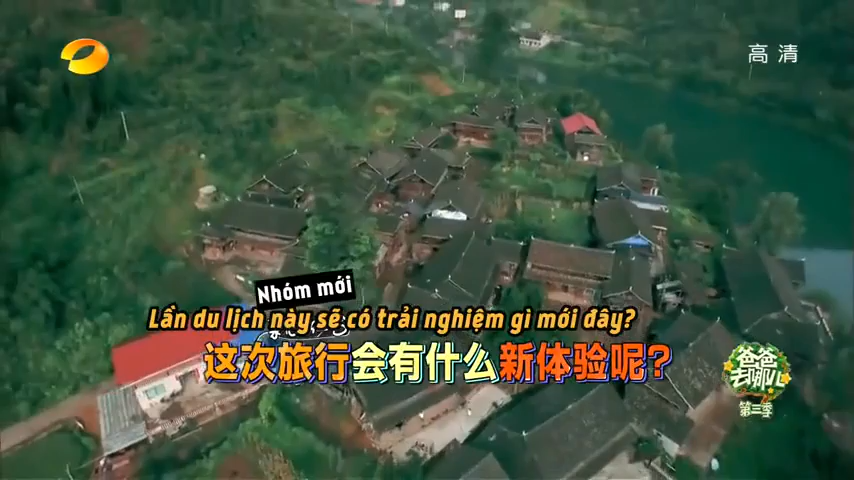 高清
Nhóm mới
Lần du lịch này sẽ có trải nghiệm gì mới đây?
这次旅行会有什么新体验呢?
爸爸去哪儿
第三季